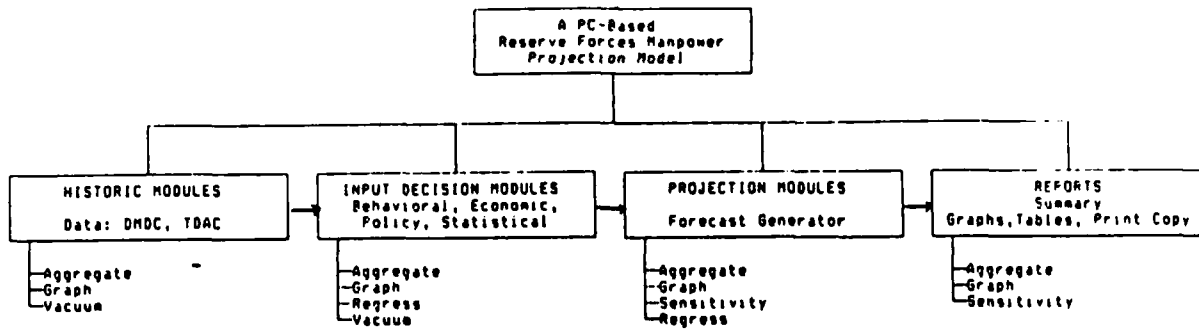 A PC-Based
Reserve Forces Manpower
Projection Model
HISTORIC MODULES
Data: DMDC, TDAC
Aggregate
Graph
Vacuum
INPUT DECISION MODULES
Behavioral, Economic,
Policy, Statistical
Aggregate
Graph
Regress
Vacuum
PROJECTION MODULES
Forecast Generator
Aggregate
Graph
Sensitivity
Regress
REPORTS
Summary
Graphs,Tables, Print Copy
Aggregate
Graph
Sensitivity